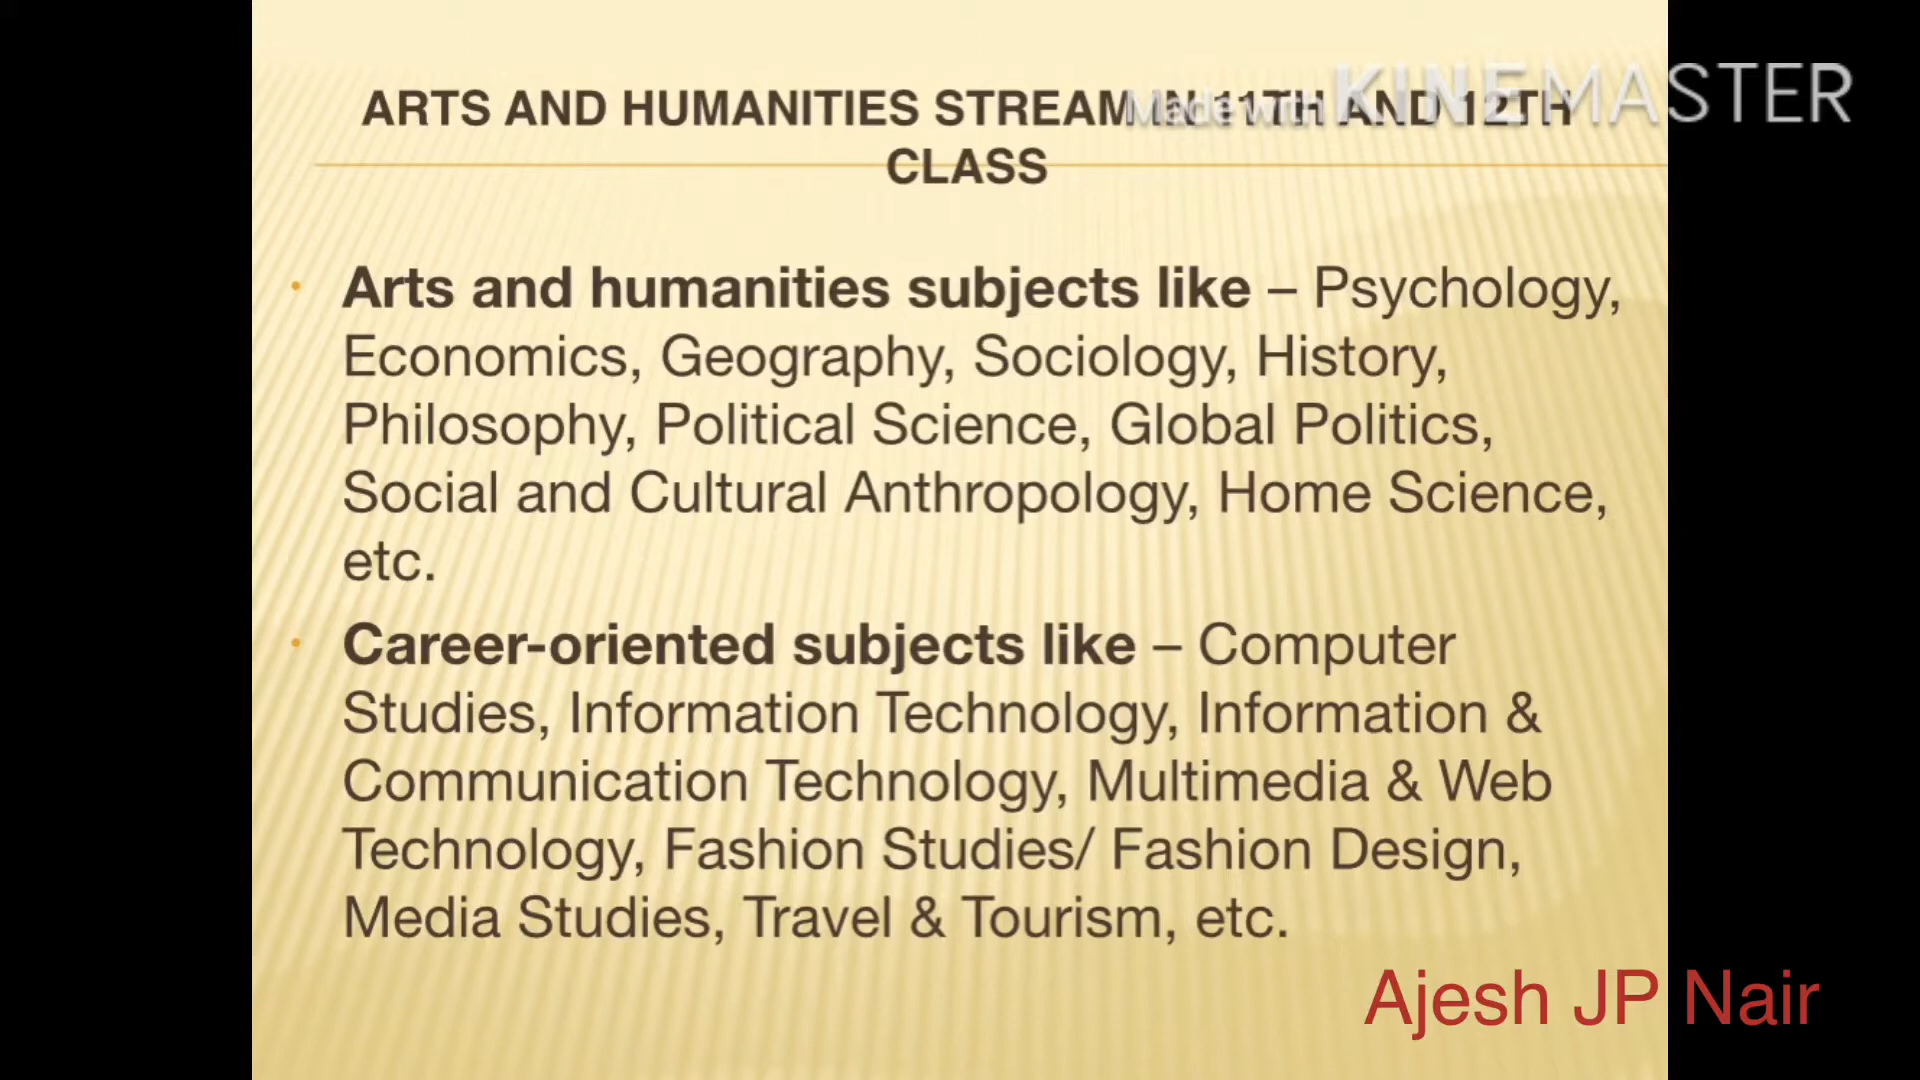 ARTS AND HUMANITIES STREAM IN 11TH AND 12TH
CLASS
Made with KINEMASTER
• Arts and humanities subjects like – Psychology,
Economics, Geography, Sociology, History,
Philosophy, Political Science, Global Politics,
Social and Cultural Anthropology, Home Science,
etc.
• Career-oriented subjects like – Computer
Studies, Information Technology, Information &
Communication Technology, Multimedia & Web
Technology, Fashion Studies/ Fashion Design,
Media Studies, Travel & Tourism, etc.
Ajesh JP Nair